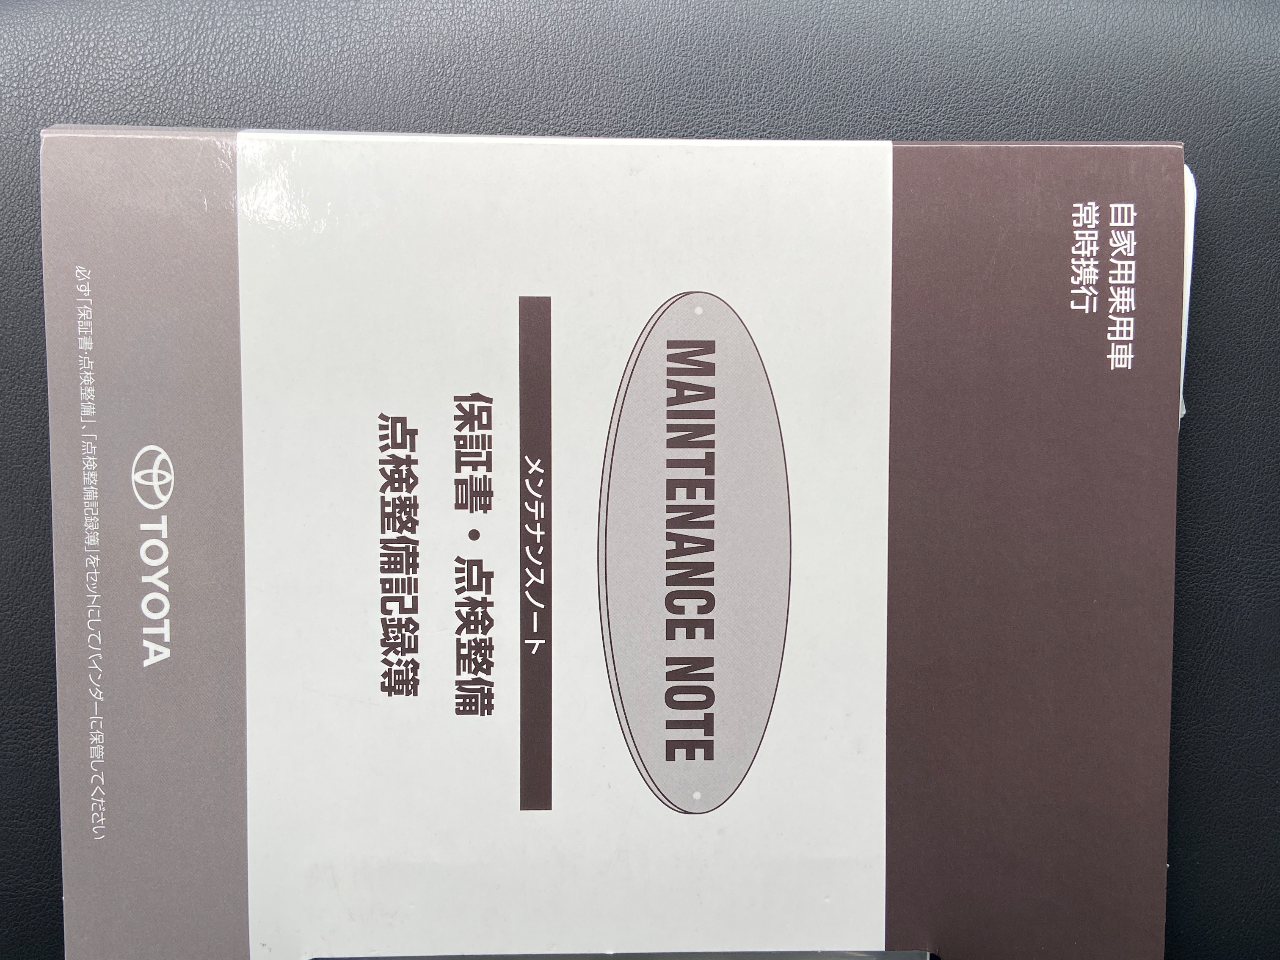 自家用乗用車
常時携行
MAINTENANCE NOTE
メンテナンスノート
保証書・点検整備
点検整備記録簿
TOYOTA
必ず「保証書・点検整備」、「点検整備記録簿」をセットにしてバインダーに保管してください